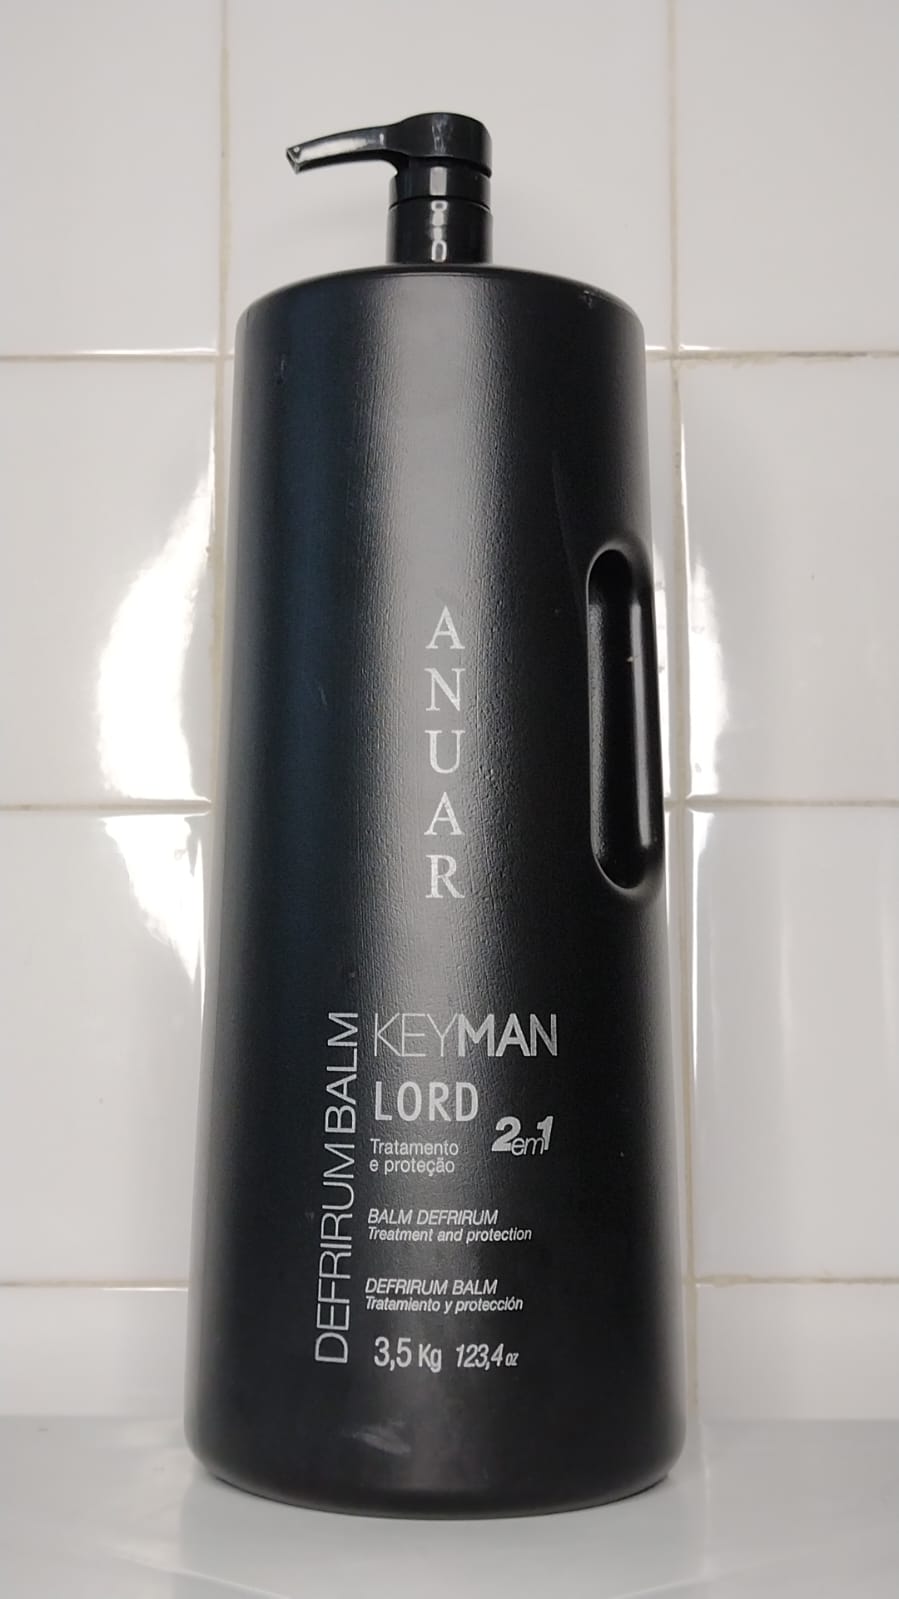 ANUAR
DEFRIRUM BALM
KEYMAN
LORD
2em1
Tratamento
e proteção
BALM DEFRIRUM
Treatment and protection
DEFRIRUM BALM
Tratamiento y protección
3,5 Kg 123,4 oz